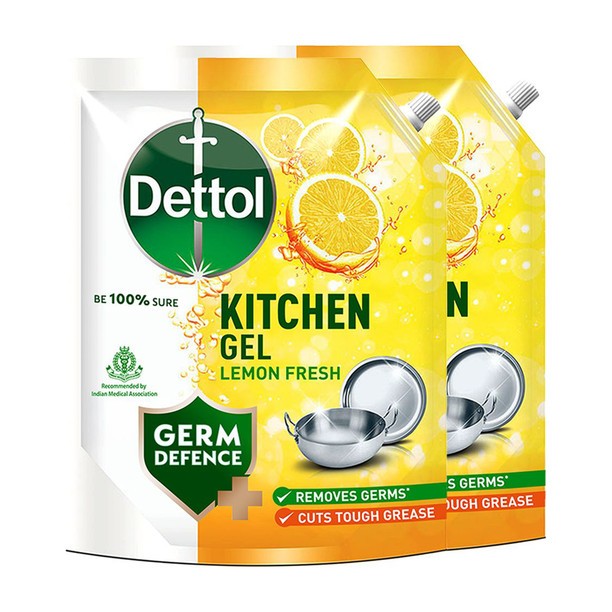 Dettol
BE 100% SURE
Recommended by
Indian Medical Association
GERM
DEFENCE
KITCHEN
GEL
LEMON FRESH
✓ REMOVES GERMS*
✓ CUTS TOUGH GREASE
N
S GERMS*
OUGH GREASE